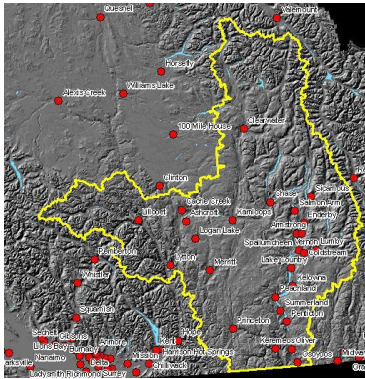 Quesnel
Valemount
Horsefly
Williams Lake
Alexis Creek
100 Mile House
Clearwater
Clinton
Cache Creek
Ashcroft
Lillooet
Kamloops
Logan Lake
Chase
Sicamous
Salmon Arm
Enderby
Armstrong
Spallumcheen
Vernon
Lumby
Coldstream
Lake Country
Pemberton
Lytton
Merritt
Whistler
Kelowna
Peachland
Summerland
Penticton
Squamish
Princeton
Sechelt
Gibsons
Lions Bay
Burnaby
Anmore
Hope
Kent
Harrison Hot Springs
Mission
Chilliwack
Keremeos
Oliver
Osoyoos
Midway
Nanaimo
Delta
Ladysmith
Richmond
Surrey